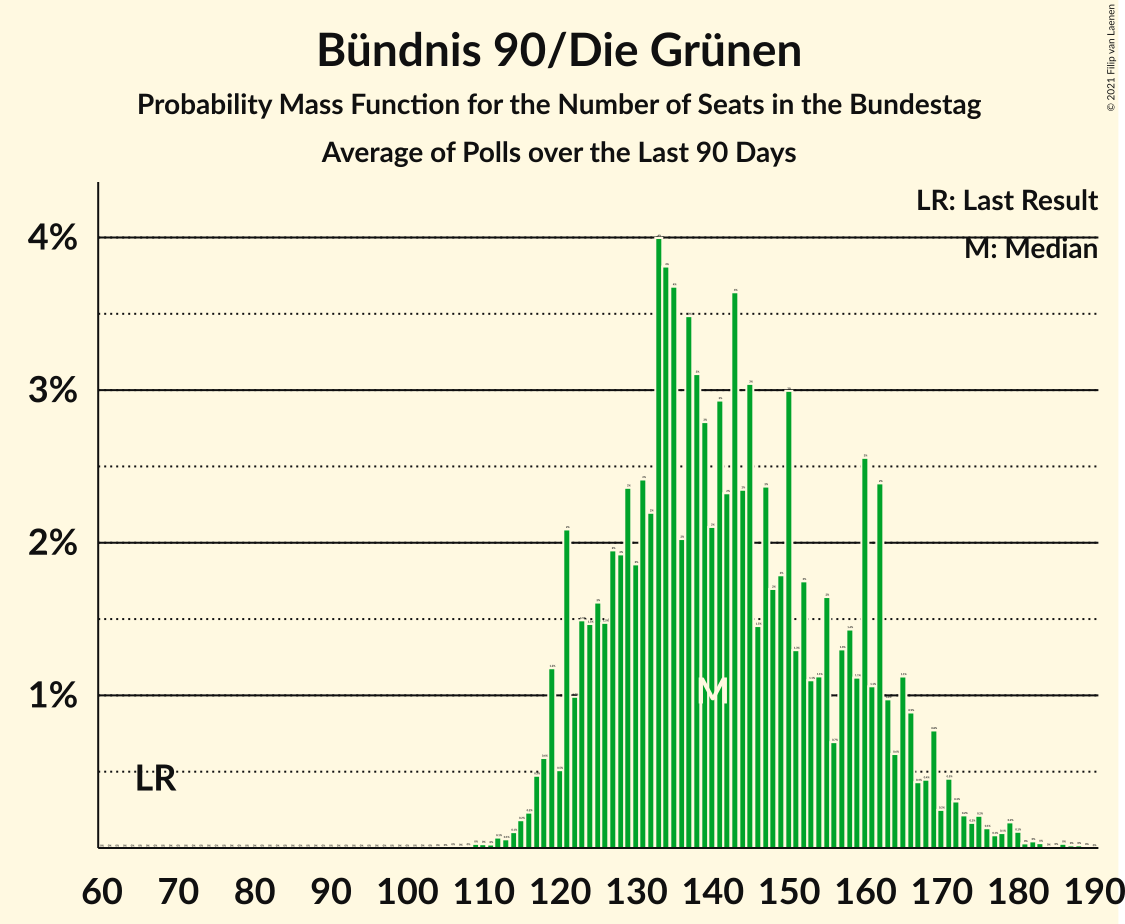 Bündnis 90/Die Grünen
Probability Mass Function for the Number of Seats in the Bundestag
Average of Polls over the Last 90 Days
© 2021 Filip van Laenen
LR: Last Result
M: Median
4%
3%
2%
1%
M
LR
60 70 80 90 100 110 120 130 140 150 160 170 180 190